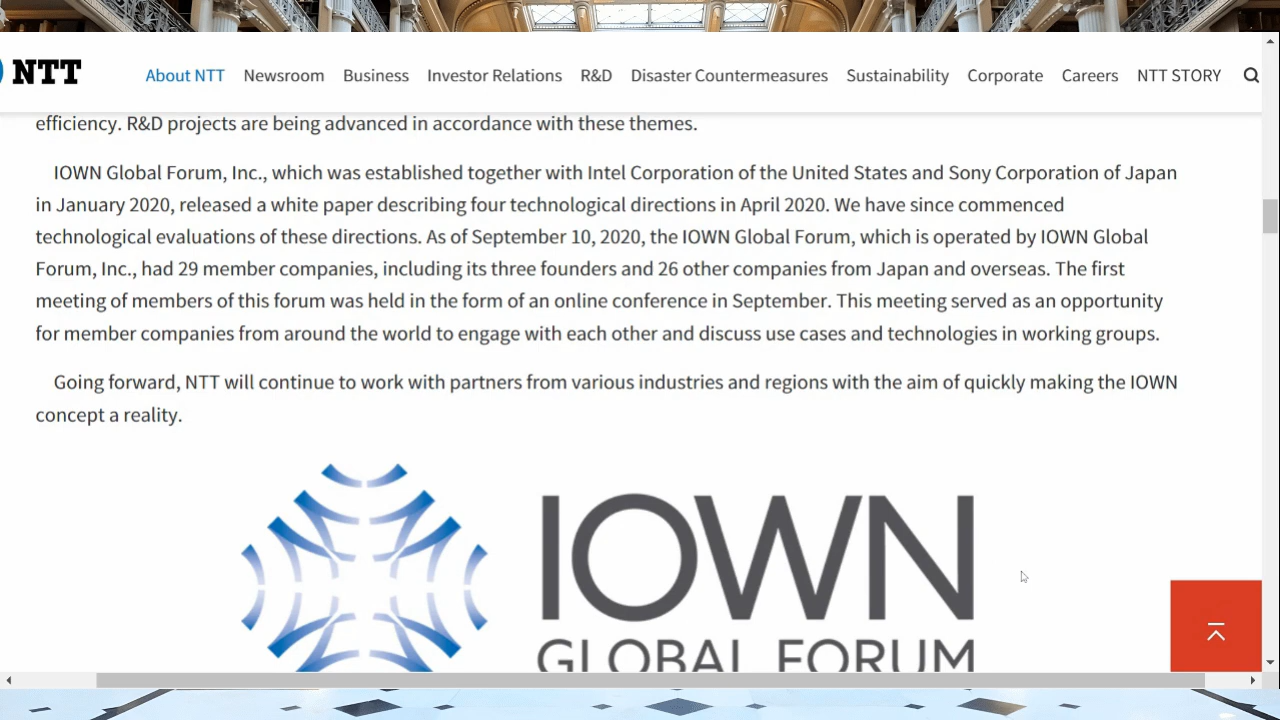 NTT
About NTT Newsroom Business Investor Relations R&D Disaster Countermeasures Sustainability Corporate Careers NTT STORY
efficiency. R&D projects are being advanced in accordance with these themes.
IOWN Global Forum, Inc., which was established together with Intel Corporation of the United States and Sony Corporation of Japan
in January 2020, released a white paper describing four technological directions in April 2020. We have since commenced
technological evaluations of these directions. As of September 10, 2020, the IOWN Global Forum, which is operated by IOWN Global
Forum, Inc., had 29 member companies, including its three founders and 26 other companies from Japan and overseas. The first
meeting of members of this forum was held in the form of an online conference in September. This meeting served as an opportunity
for member companies from around the world to engage with each other and discuss use cases and technologies in working groups.
Going forward, NTT will continue to work with partners from various industries and regions with the aim of quickly making the IOWN
concept a reality.
IOWN
GLOBAL FORUM